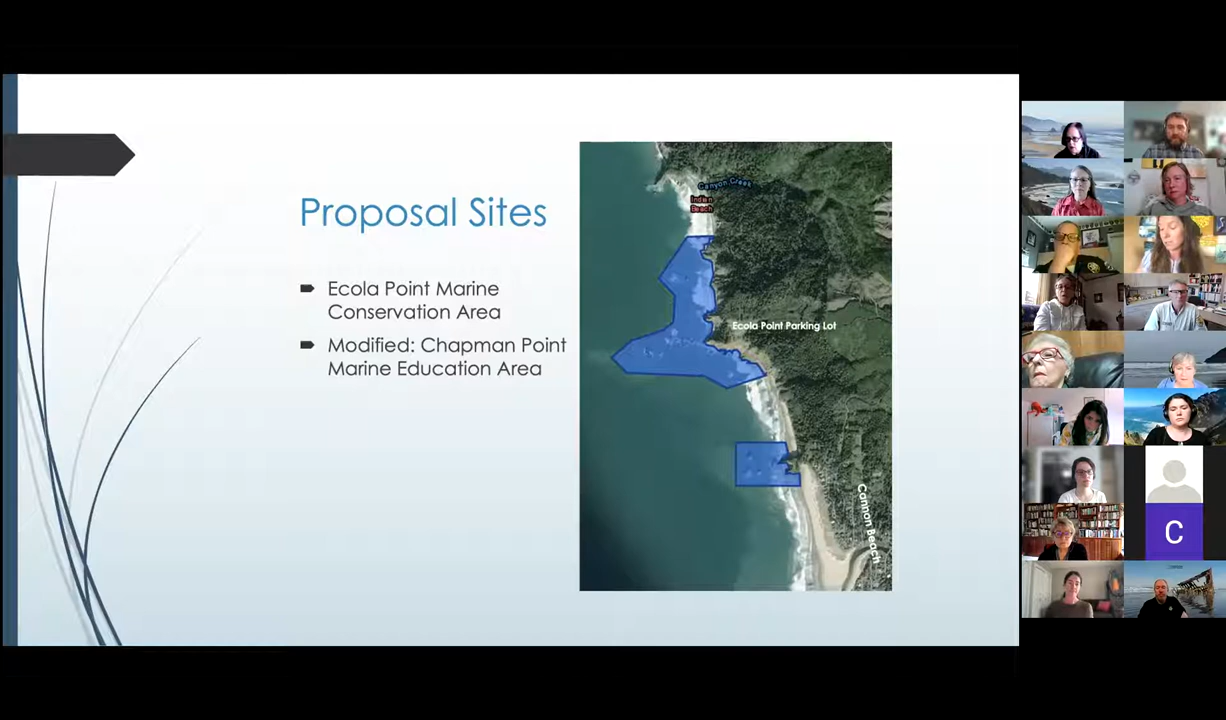 Proposal Sites
Ecola Point Marine
Conservation Area
Modified: Chapman Point
Marine Education Area
Canyon Creek
Indian
Beach
Ecola Point Parking Lot
Cannon Beach
C